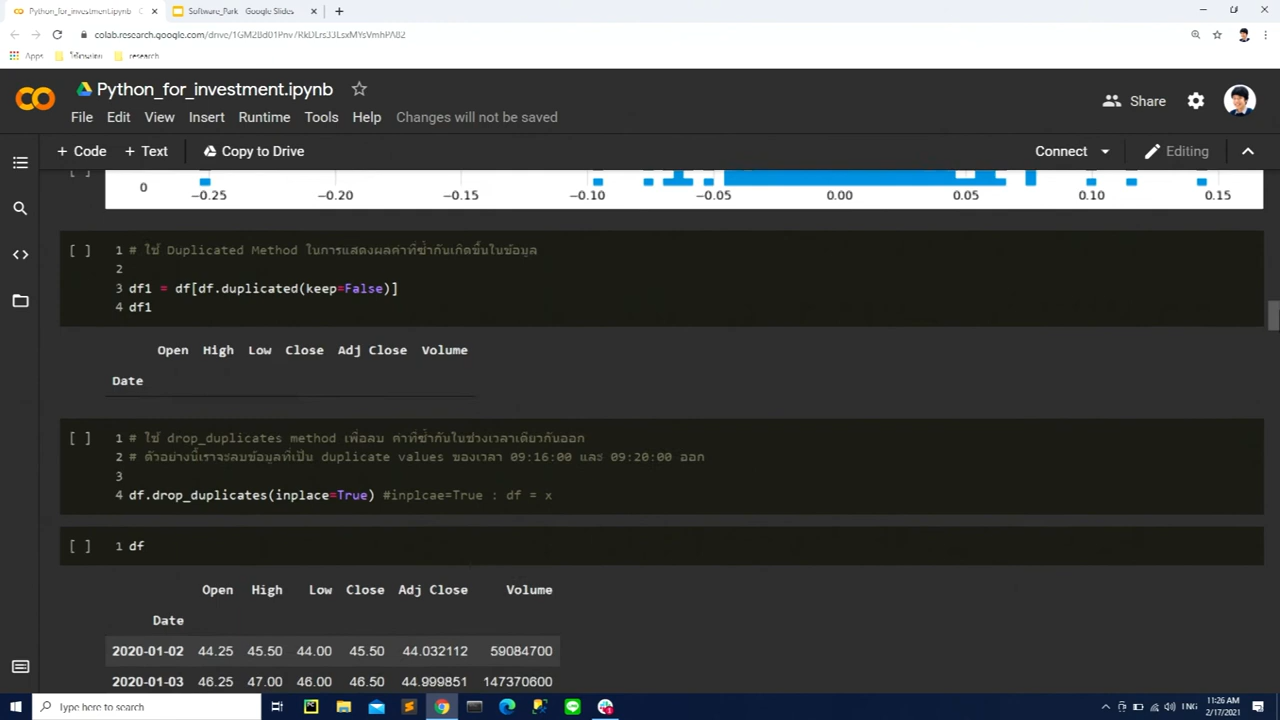 Python_for_investment.ipynb
Software_Park - Google Slides
colab.research.google.com/drive/
Apps
research
Python_for_investment.ipynb
Share
File Edit View Insert Runtime Tools Help Changes will not be saved
+ Code + Text Copy to Drive
Connect Editing
[ ]
0
−0.25 −0.20 −0.15 −0.10 −0.05 0.00 0.05 0.10 0.15
[ ] 1 # ใช้ Duplicated Method ในการแสดงผลค่าที่ซ้ำกันเกิดขึ้นในข้อมูล
2
3 df1 = df[df.duplicated(keep=False)]
4 df1
Open High Low Close Adj Close Volume
Date
[ ] 1 # ใช้ drop_duplicates method เพื่อลบ ค่าที่ซ้ำกันในช่วงเวลาเดียวกันออก
2 # ตัวอย่างนี้เราจะลบข้อมูลที่เป็น duplicate values ของเวลา 09:16:00 และ 09:20:00 ออก
3
4 df.drop_duplicates(inplace=True) #inplcae=True : df = x
[ ] 1 df
Open High Low Close Adj Close Volume
Date
2020-01-02 44.25 45.50 44.00 45.50 44.032112 59084700
2020-01-03 46.25 47.00 46.00 46.50 44.999851 147370600
Type here to search
ENG
11:26 AM
2/17/2021